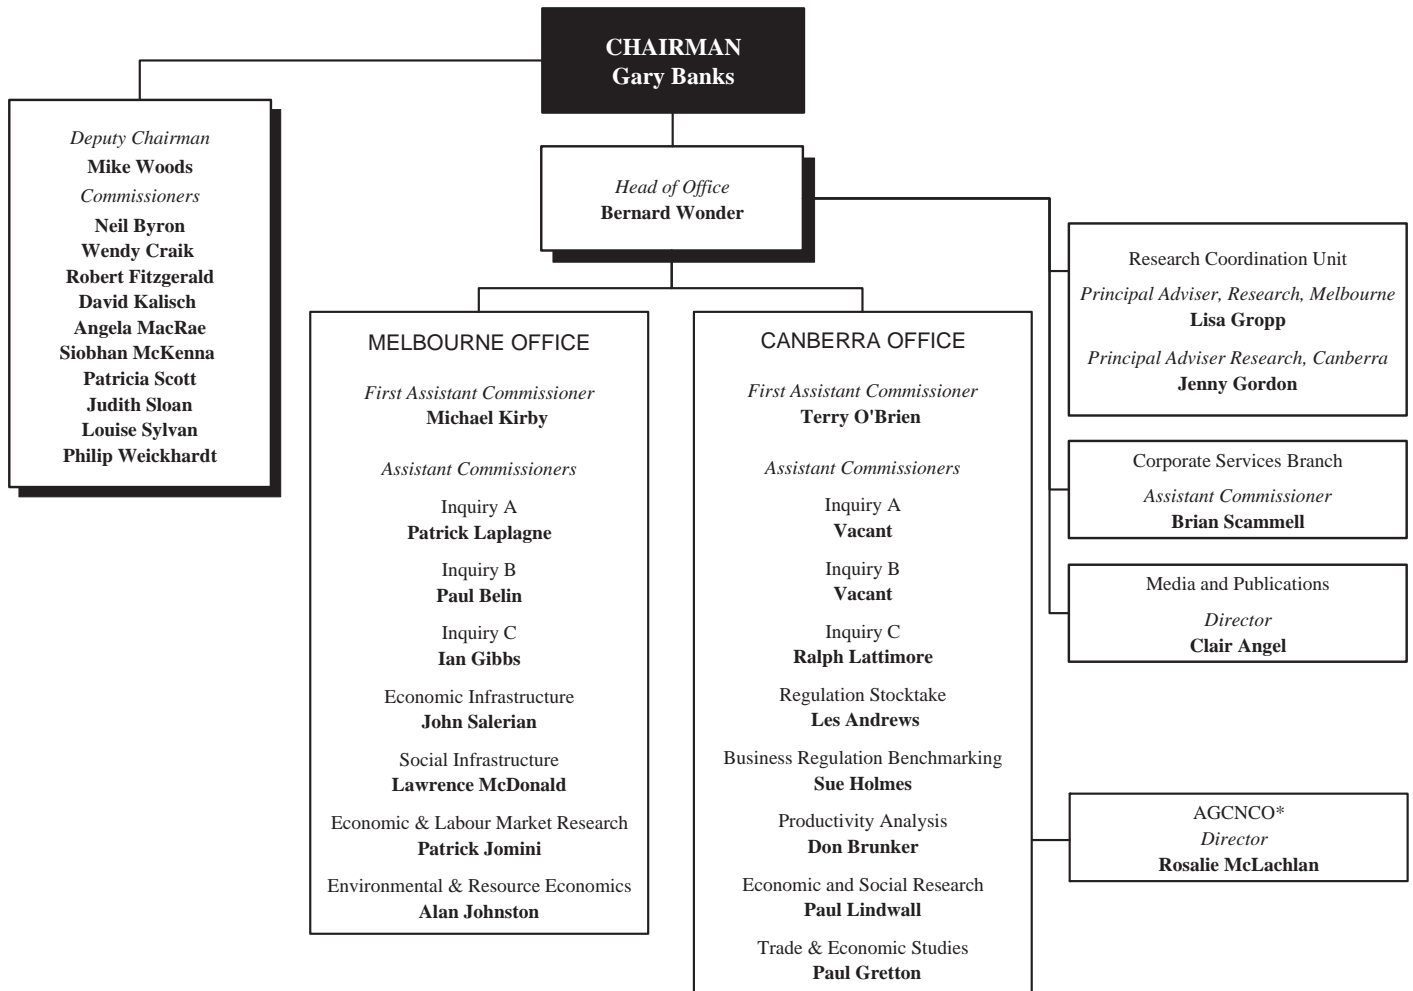 CHAIRMAN
Gary Banks
Deputy Chairman
Mike Woods
Commissioners
Neil Byron
Wendy Craik
Robert Fitzgerald
David Kalisch
Angela MacRae
Siobhan McKenna
Patricia Scott
Judith Sloan
Louise Sylvan
Philip Weickhardt
Head of Office
Bernard Wonder
MELBOURNE OFFICE
First Assistant Commissioner
Michael Kirby
Assistant Commissioners
Inquiry A
Patrick Laplagne
Inquiry B
Paul Belin
Inquiry C
Ian Gibbs
Economic Infrastructure
John Salerian
Social Infrastructure
Lawrence McDonald
Economic & Labour Market Research
Patrick Jomini
Environmental & Resource Economics
Alan Johnston
CANBERRA OFFICE
First Assistant Commissioner
Terry O'Brien
Assistant Commissioners
Inquiry A
Vacant
Inquiry B
Vacant
Inquiry C
Ralph Lattimore
Regulation Stocktake
Les Andrews
Business Regulation Benchmarking
Sue Holmes
Productivity Analysis
Don Brunker
Economic and Social Research
Paul Lindwall
Trade & Economic Studies
Paul Gretton
Research Coordination Unit
Principal Adviser, Research, Melbourne
Lisa Gropp
Principal Adviser Research, Canberra
Jenny Gordon
Corporate Services Branch
Assistant Commissioner
Brian Scammell
Media and Publications
Director
Clair Angel
AGCNCO*
Director
Rosalie McLachlan